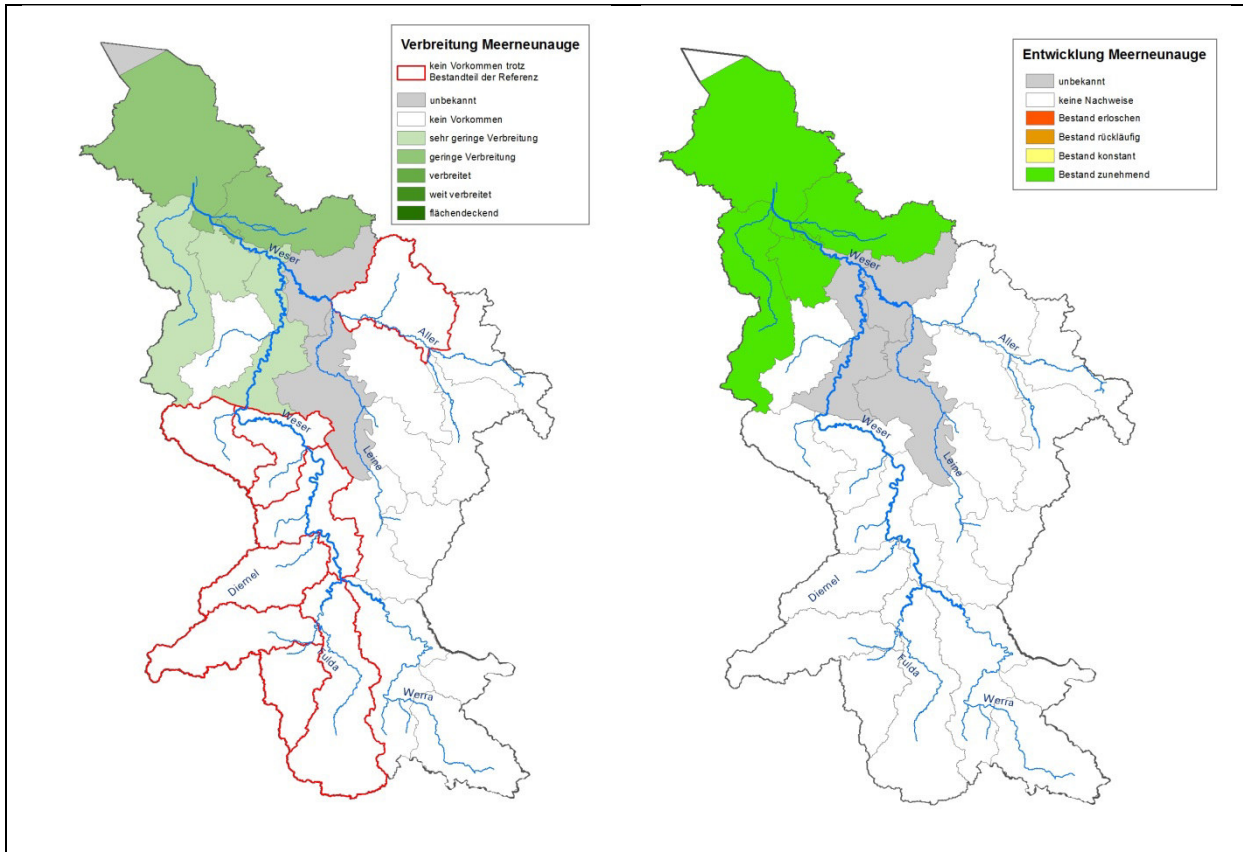 Verbreitung Meerneunauge
kein Vorkommen trotz
Bestandteil der Referenz
unbekannt
kein Vorkommen
sehr geringe Verbreitung
geringe Verbreitung
verbreitet
weit verbreitet
flächendeckend
Weser
Aller
Weser
Leine
Diemel
Fulda
Werra
Entwicklung Meerneunauge
unbekannt
keine Nachweise
Bestand erloschen
Bestand rückläufig
Bestand konstant
Bestand zunehmend
Weser
Aller
Weser
Leine
Diemel
Fulda
Werra